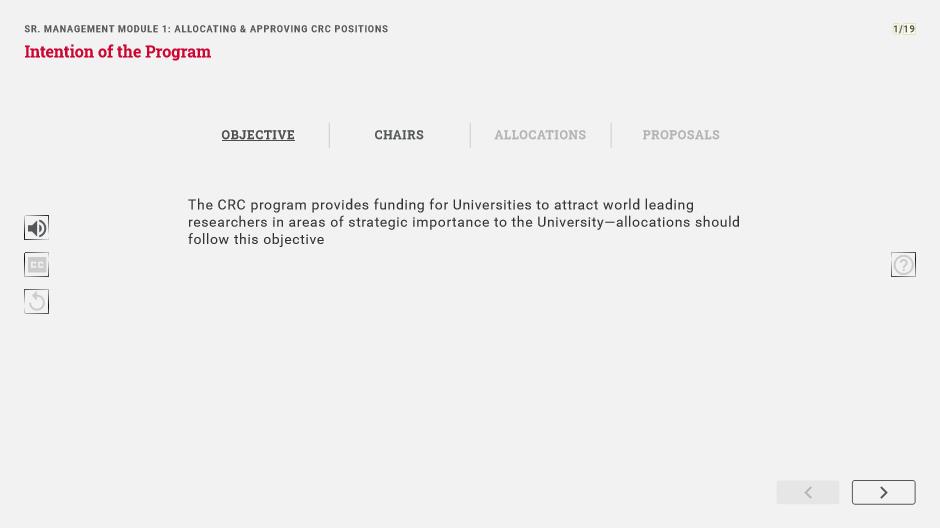 SR. MANAGEMENT MODULE 1: ALLOCATING & APPROVING CRC POSITIONS
1/19
Intention of the Program
OBJECTIVE
CHAIRS
ALLOCATIONS
PROPOSALS
The CRC program provides funding for Universities to attract world leading
researchers in areas of strategic importance to the University—allocations should
follow this objective
CC
?